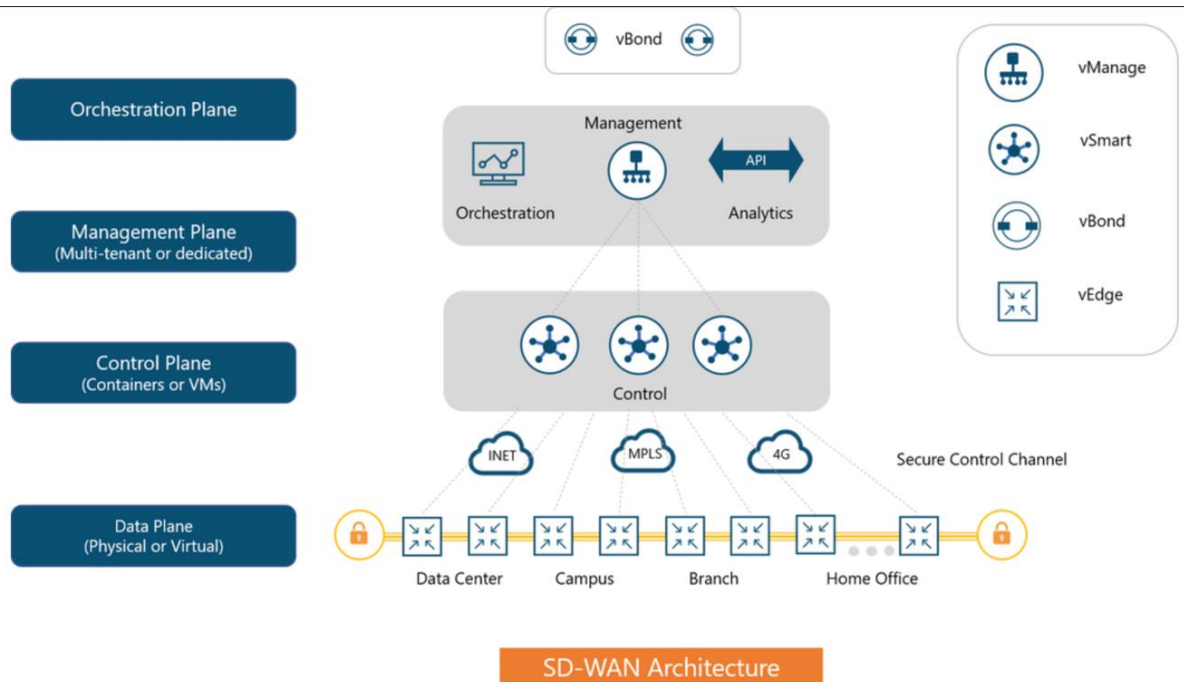 vBond
Orchestration Plane
Management
API
Orchestration
Analytics
Management Plane
(Multi-tenant or dedicated)
Control Plane
(Containers or VMs)
Control
INET
MPLS
4G
Secure Control Channel
Data Plane
(Physical or Virtual)
Data Center
Campus
Branch
Home Office
vManage
vSmart
vBond
vEdge
SD-WAN Architecture